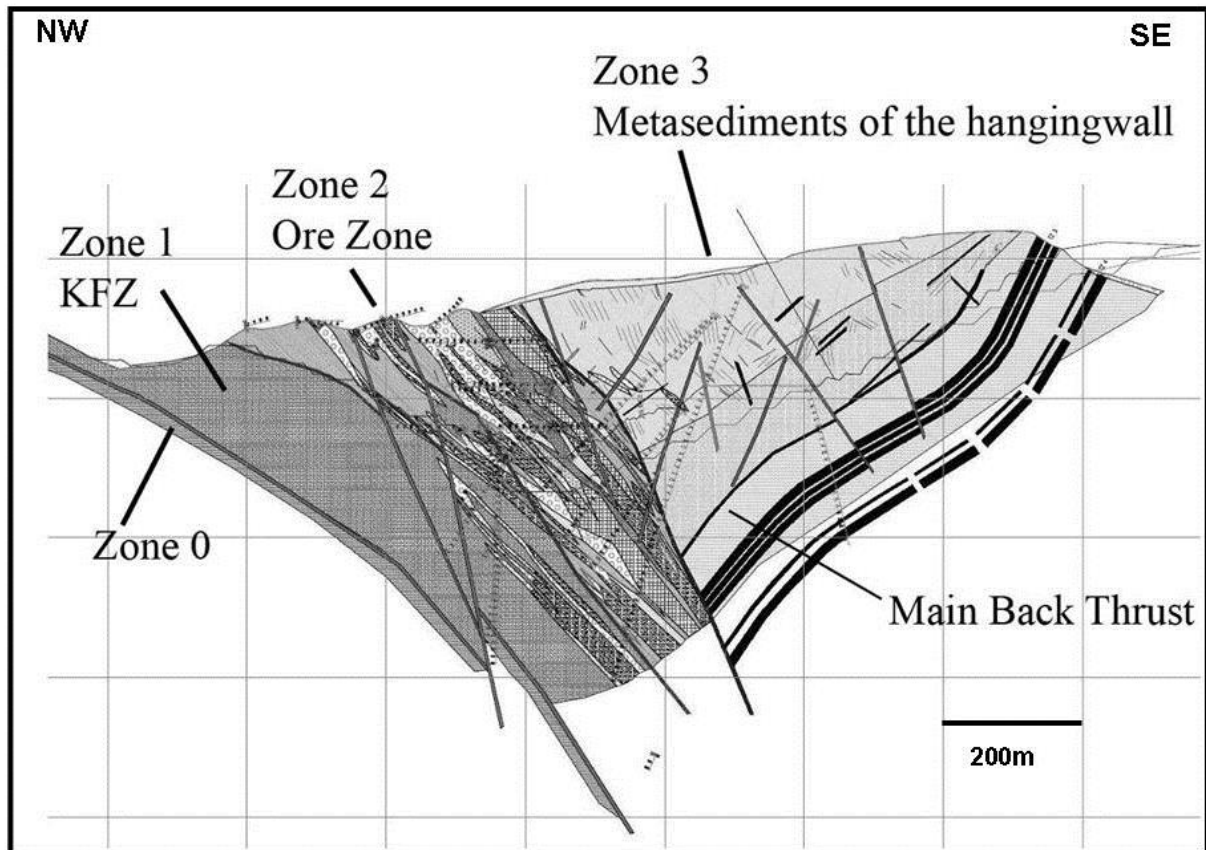 NW
SE
Zone 3
Metasediments of the hangingwall
Zone 2
Ore Zone
Zone 1
KFZ
Zone 0
Main Back Thrust
200m